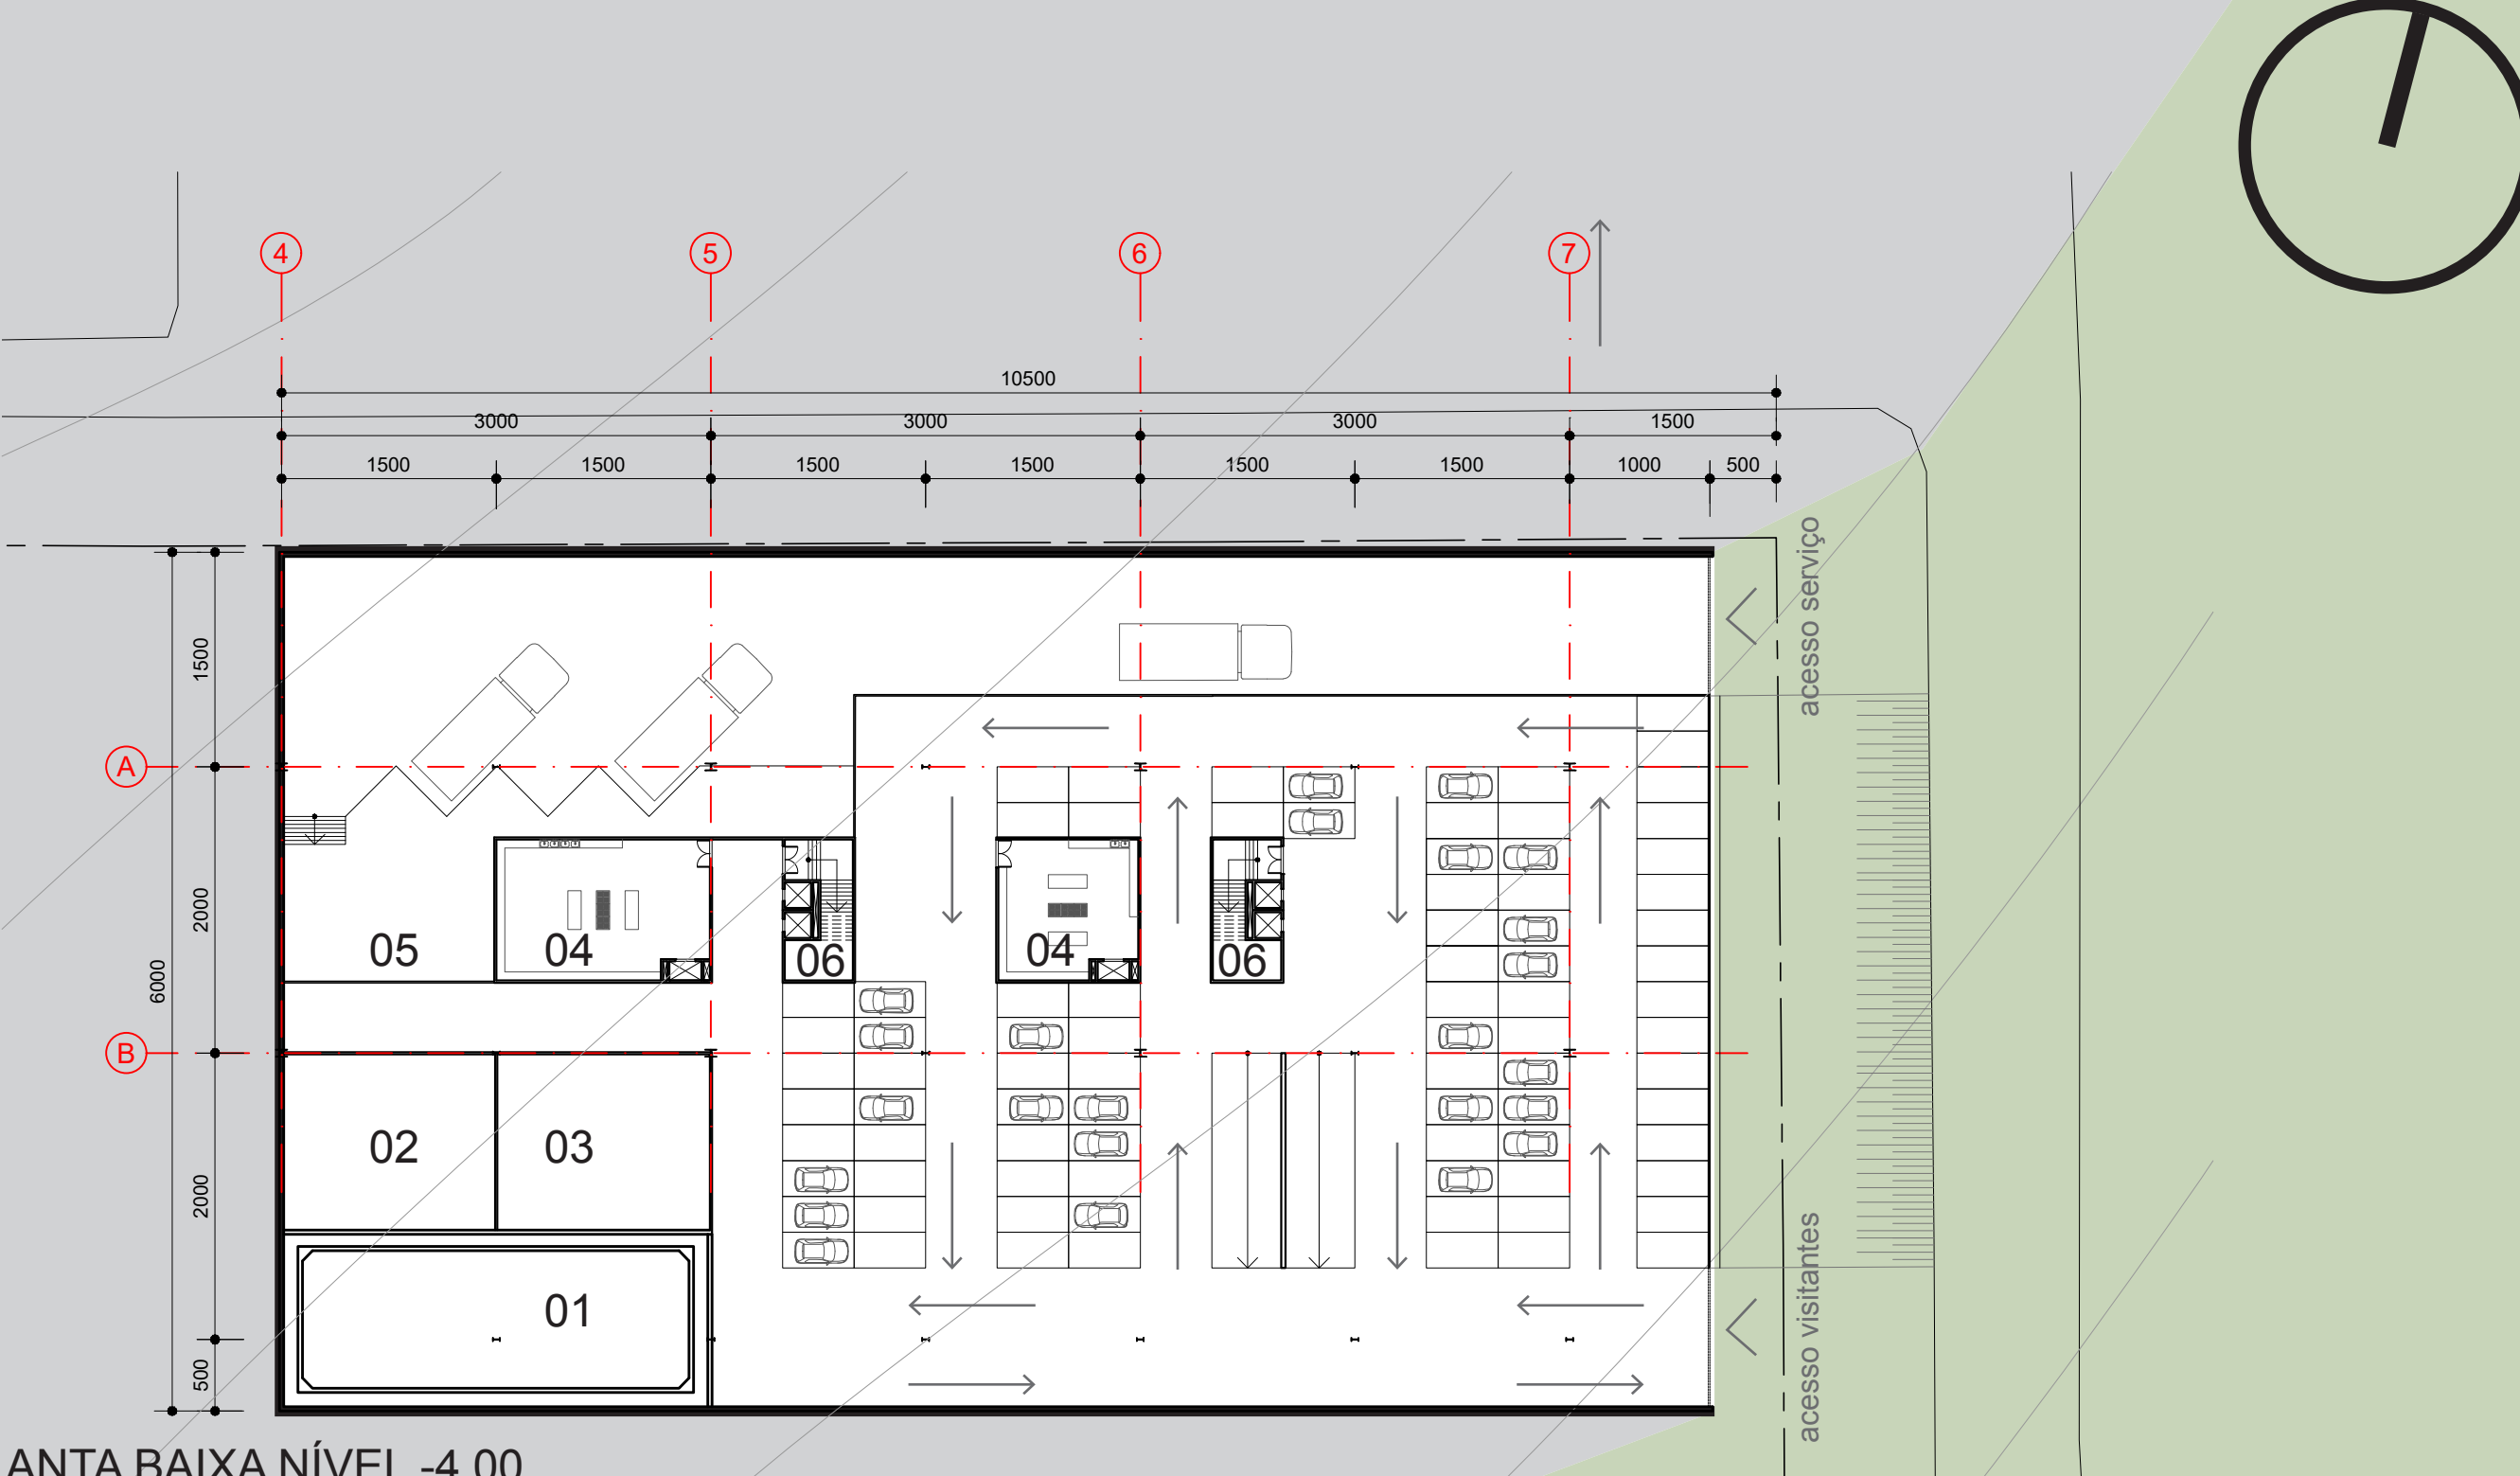 4 5 6 7
10500
3000 3000 3000 1500
1500 1500 1500 1500 1500 1500 1000 500
acesso serviço
1500
A
2000
6000
05 04 06 04 06
B
02 03
2000
01
acesso visitantes
500
ANTA BAIXA NÍVEL -4.00